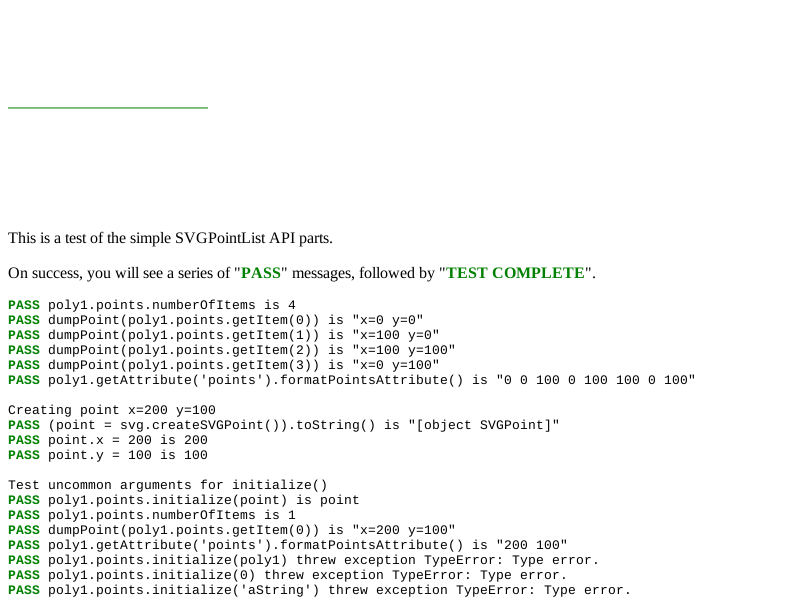 This is a test of the simple SVGPointList API parts.
On success, you will see a series of "PASS" messages, followed by "TEST COMPLETE".
PASS poly1.points.numberOfItems is 4
PASS dumpPoint(poly1.points.getItem(0)) is "x=0 y=0"
PASS dumpPoint(poly1.points.getItem(1)) is "x=100 y=0"
PASS dumpPoint(poly1.points.getItem(2)) is "x=100 y=100"
PASS dumpPoint(poly1.points.getItem(3)) is "x=0 y=100"
PASS poly1.getAttribute('points').formatPointsAttribute() is "0 0 100 0 100 100 0 100"
Creating point x=200 y=100
PASS (point = svg.createSVGPoint()).toString() is "[object SVGPoint]"
PASS point.x = 200 is 200
PASS point.y = 100 is 100
Test uncommon arguments for initialize()
PASS poly1.points.initialize(point) is point
PASS poly1.points.numberOfItems is 1
PASS dumpPoint(poly1.points.getItem(0)) is "x=200 y=100"
PASS poly1.getAttribute('points').formatPointsAttribute() is "200 100"
PASS poly1.points.initialize(poly1) threw exception TypeError: Type error.
PASS poly1.points.initialize(0) threw exception TypeError: Type error.
PASS poly1.points.initialize('aString') threw exception TypeError: Type error.